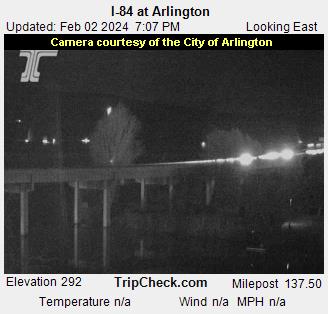 I-84 at Arlington
Updated: Feb 02 2024 7:07 PM Looking East
Camera courtesy of the City of Arlington
Elevation 292 TripCheck.com Milepost 137.50
Temperature n/a Wind n/a MPH n/a